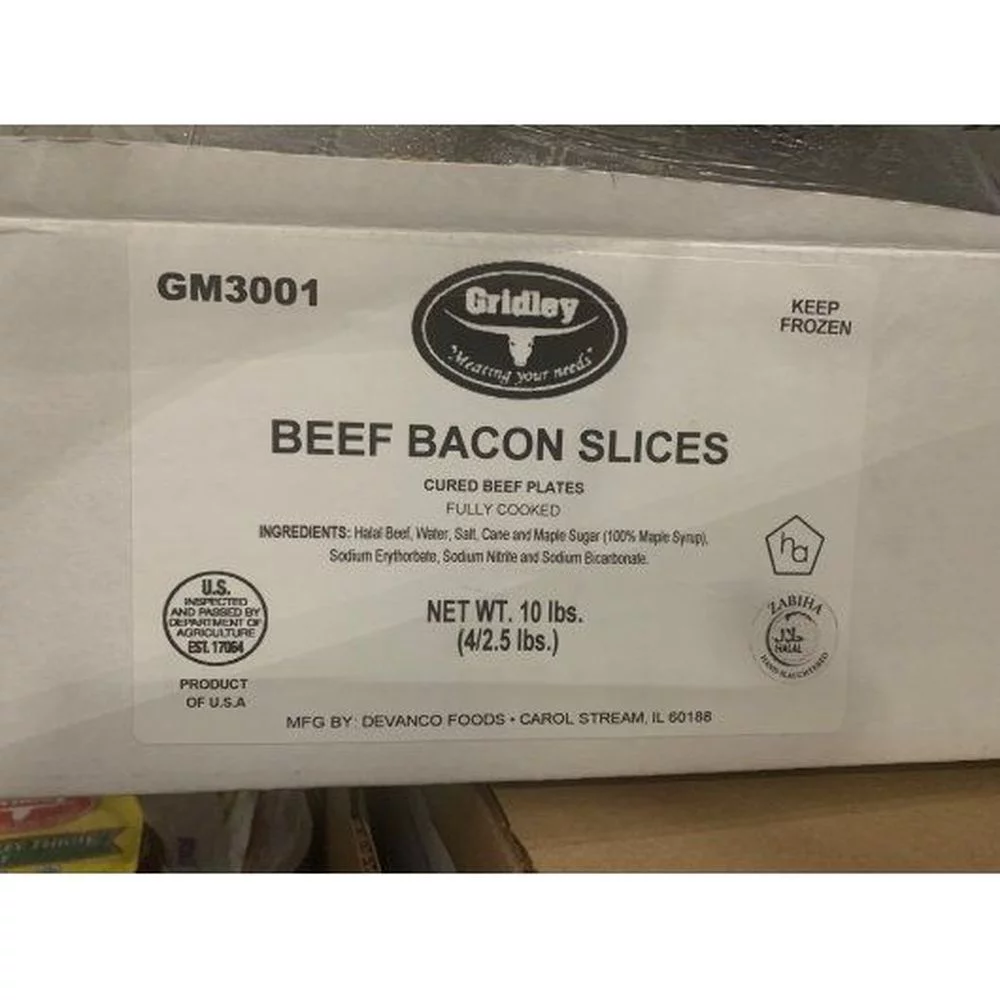 GM3001
Gridley
"Meating your needs"
KEEP
FROZEN
BEEF BACON SLICES
CURED BEEF PLATES
FULLY COOKED
INGREDIENTS: Halal Beef, Water, Salt, Cane and Maple Sugar (100% Maple Syrup),
Sodium Erythorbate, Sodium Nitrite and Sodium Bicarbonate.
ha
U.S.
INSPECTED
AND PASSED BY
DEPARTMENT OF
AGRICULTURE
EST. 17064
NET WT. 10 lbs.
(4/2.5 lbs.)
ZABIHA
حلال
HALAL
HAND SLAUGHTERED
PRODUCT
OF U.S.A
MFG BY: DEVANCO FOODS • CAROL STREAM, IL 60188